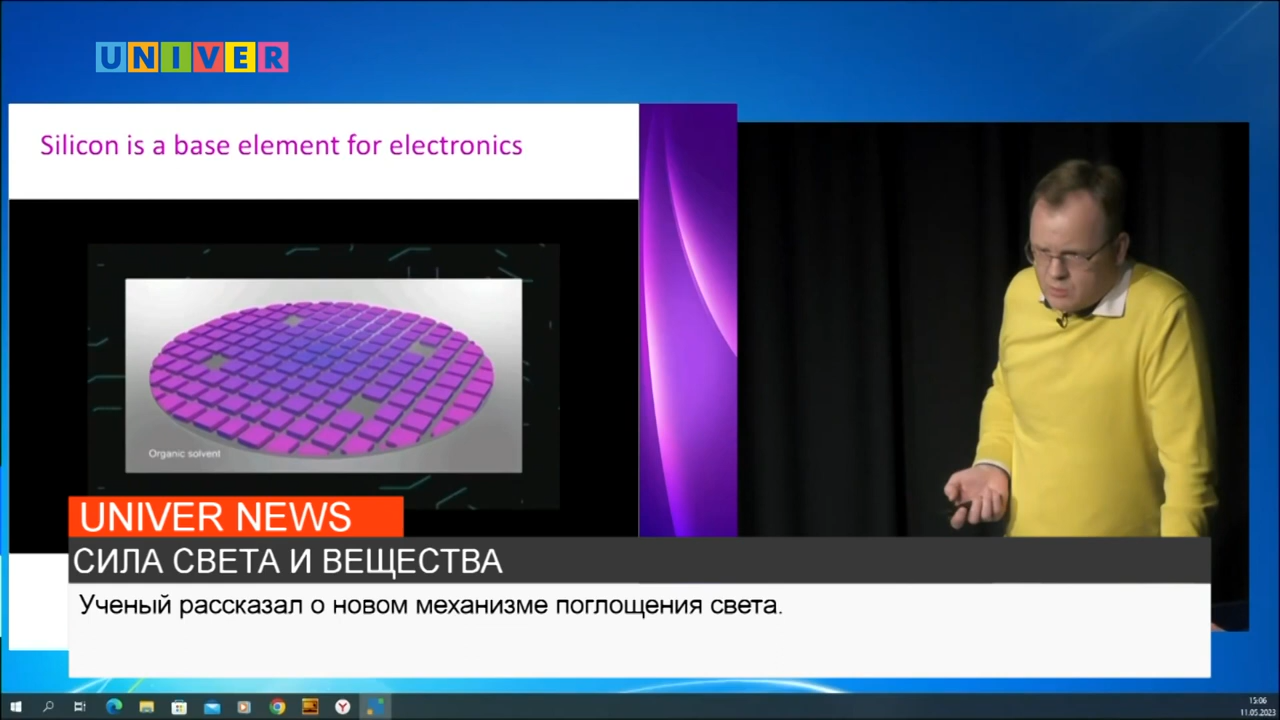 UNIVER
Silicon is a base element for electronics
Organic solvent
UNIVER NEWS
СИЛА СВЕТА И ВЕЩЕСТВА
Ученый рассказал о новом механизме поглощения света.
15:06
11.05.2023